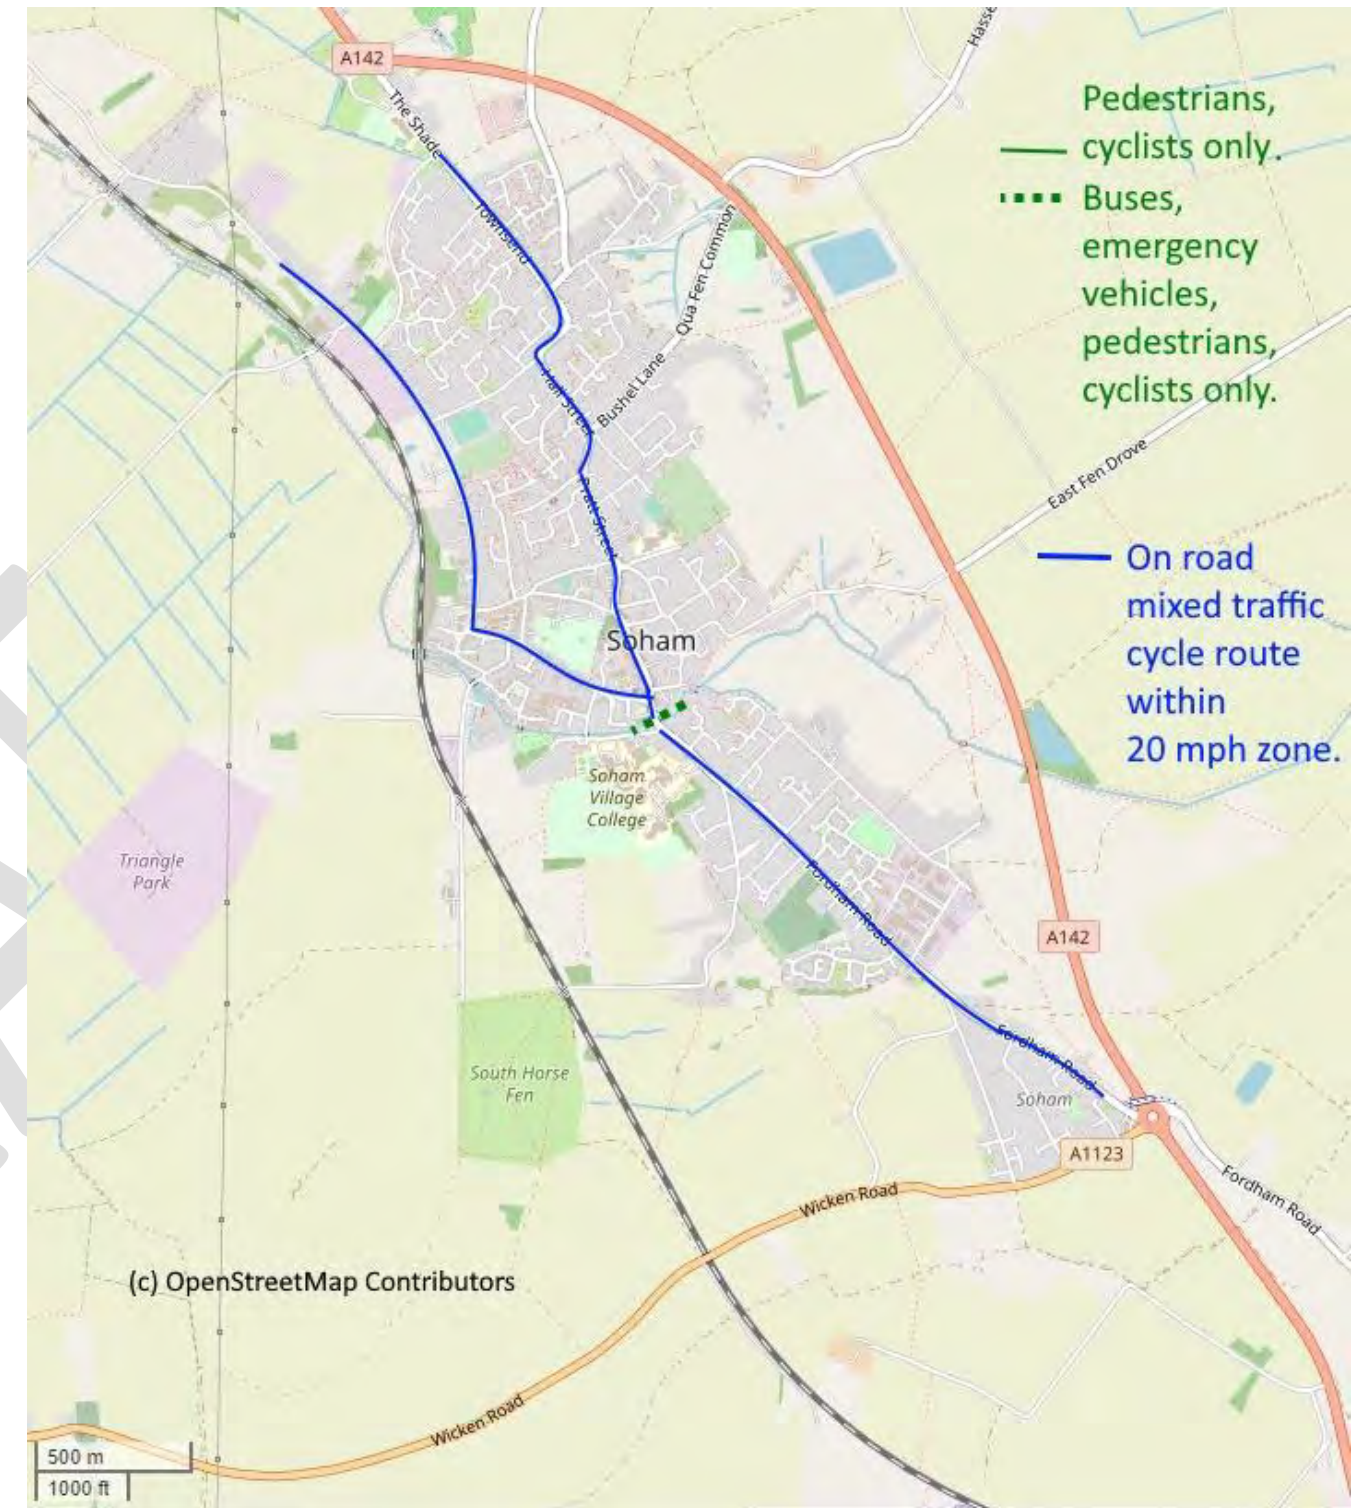 A142
The Shade
Hasse
Pedestrians,
cyclists only.
Buses,
emergency
vehicles,
pedestrians,
cyclists only.
Townsend
Qua Fen Common
Bushel Lane
Hall Street
Pratt Street
East Fen Drove
On road
mixed traffic
cycle route
within
20 mph zone.
Soham
Soham
Village
College
Triangle
Park
Fordham Road
A142
South Horse
Fen
Fordham Road
Soham
A1123
Wicken Road
Fordham Road
(c) OpenStreetMap Contributors
Wicken Road
500 m
1000 ft